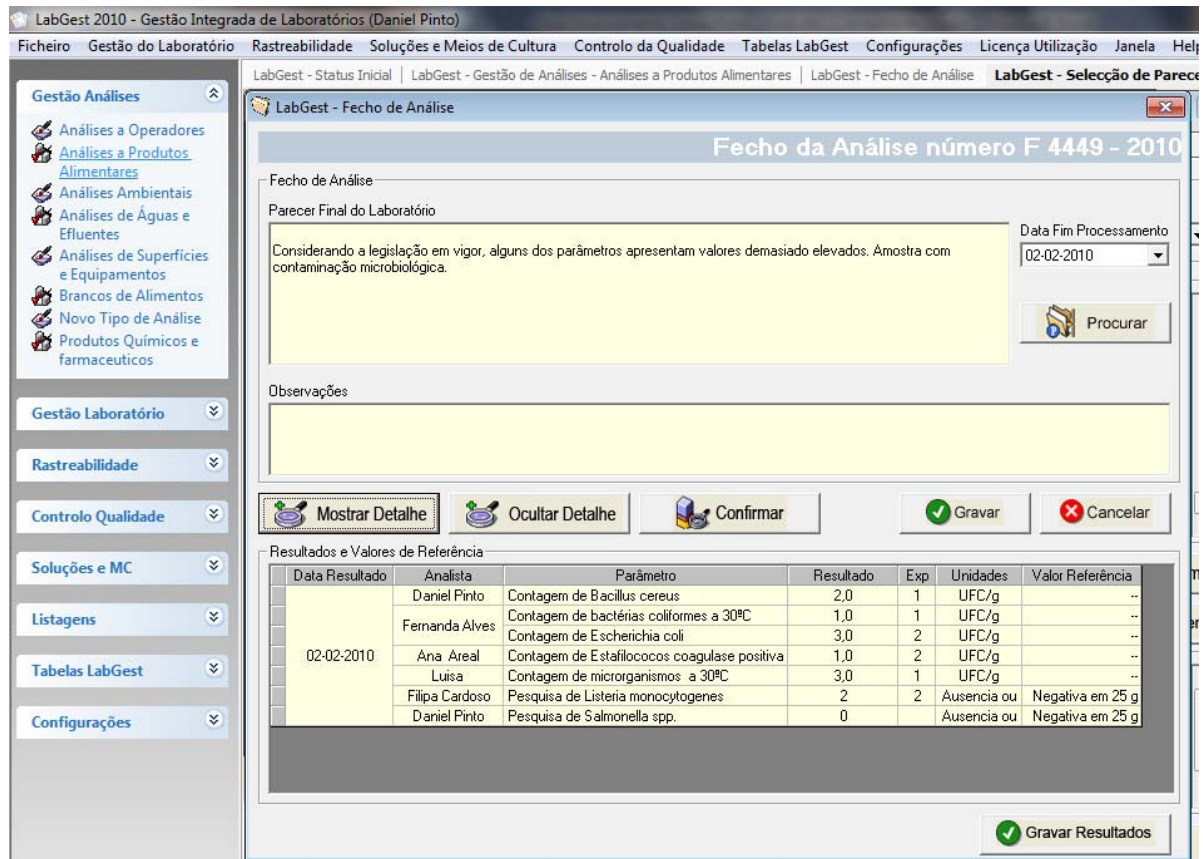 LabGest 2010 - Gestão Integrada de Laboratórios (Daniel Pinto)
Ficheiro Gestão do Laboratório Rastreabilidade Soluções e Meios de Cultura Controlo da Qualidade Tabelas LabGest Configurações Licença Utilização Janela Help
LabGest - Status Inicial | LabGest - Gestão de Análises - Análises a Produtos Alimentares | LabGest - Fecho de Análise LabGest - Selecção de Parece
Gestão Análises
Análises a Operadores
Análises a Produtos
Alimentares
Análises Ambientais
Análises de Águas e
Efluentes
Análises de Superfícies
e Equipamentos
Brancos de Alimentos
Novo Tipo de Análise
Produtos Químicos e
farmaceuticos
Gestão Laboratório
Rastreabilidade
Controlo Qualidade
Soluções e MC
Listagens
Tabelas LabGest
Configurações
LabGest - Fecho de Análise
Fecho da Análise número F 4449 - 2010
Fecho de Análise
Parecer Final do Laboratório
Considerando a legislação em vigor, alguns dos parâmetros apresentam valores demasiado elevados. Amostra com
contaminação microbiológica.
Data Fim Processamento
02-02-2010
Procurar
Observações
Mostrar Detalhe Ocultar Detalhe Confirmar Gravar Cancelar
Resultados e Valores de Referência
Data Resultado Analista Parâmetro Resultado Exp Unidades Valor Referência
02-02-2010
Daniel Pinto Contagem de Bacillus cereus 2,0 1 UFC/g --
Fernanda Alves Contagem de bactérias coliformes a 30ºC 1,0 1 UFC/g --
Contagem de Escherichia coli 3,0 2 UFC/g --
Ana Areal Contagem de Estafilococos coagulase positiva 1,0 2 UFC/g --
Luisa Contagem de microrganismos a 30ºC 3,0 1 UFC/g --
Filipa Cardoso Pesquisa de Listeria monocytogenes 2 2 Ausencia ou Negativa em 25 g
Daniel Pinto Pesquisa de Salmonella spp. 0 Ausencia ou Negativa em 25 g
Gravar Resultados